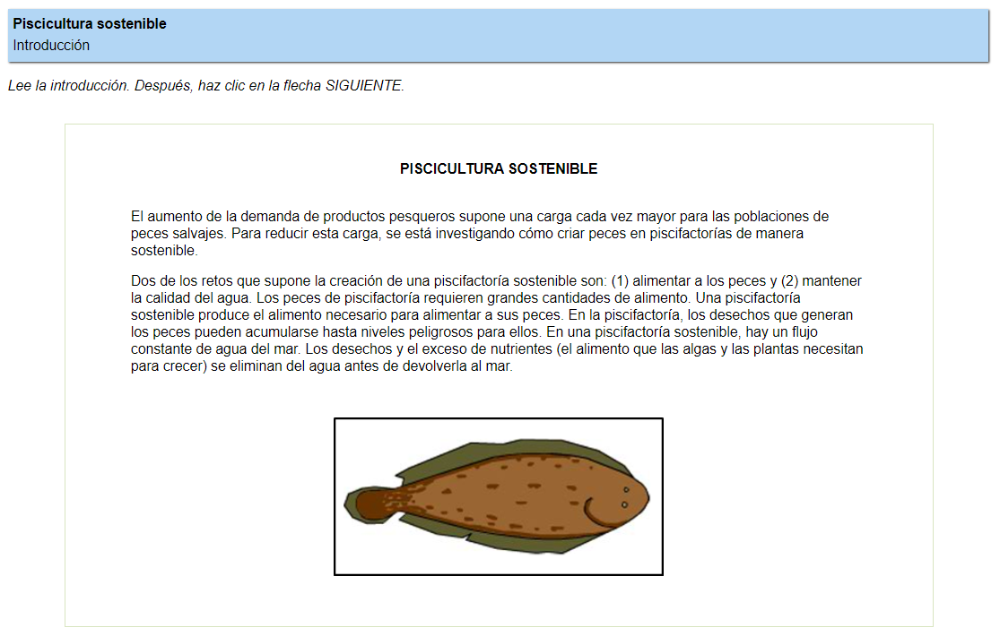 Piscicultura sostenible
Introducción
Lee la introducción. Después, haz clic en la flecha SIGUIENTE.
PISCICULTURA SOSTENIBLE
El aumento de la demanda de productos pesqueros supone una carga cada vez mayor para las poblaciones de
peces salvajes. Para reducir esta carga, se está investigando cómo criar peces en piscifactorías de manera
sostenible.
Dos de los retos que supone la creación de una piscifactoría sostenible son: (1) alimentar a los peces y (2) mantener
la calidad del agua. Los peces de piscifactoría requieren grandes cantidades de alimento. Una piscifactoría
sostenible produce el alimento necesario para alimentar a sus peces. En la piscifactoría, los desechos que generan
los peces pueden acumularse hasta niveles peligrosos para ellos. En una piscifactoría sostenible, hay un flujo
constante de agua del mar. Los desechos y el exceso de nutrientes (el alimento que las algas y las plantas necesitan
para crecer) se eliminan del agua antes de devolverla al mar.